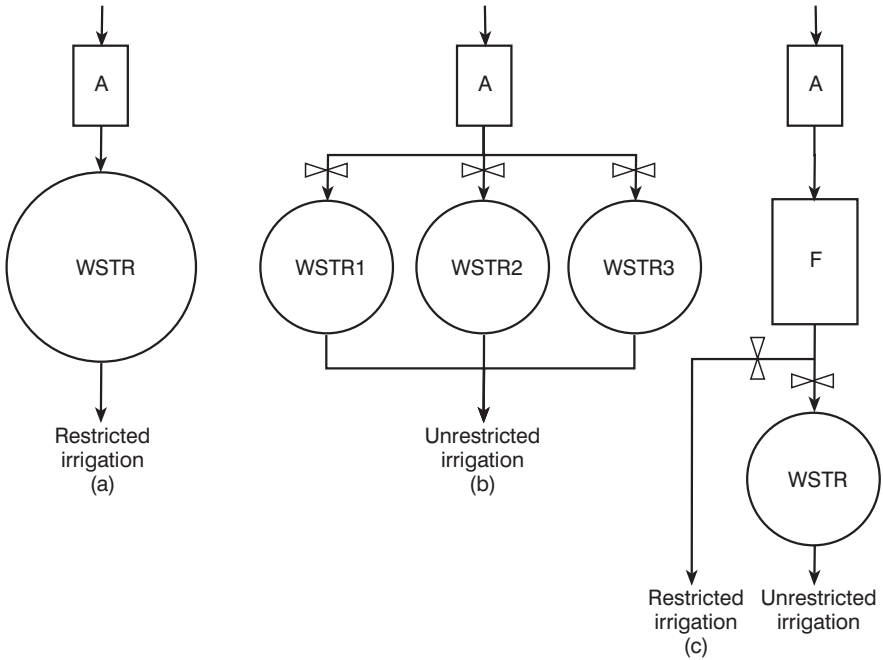 A
WSTR
Restricted
irrigation
(a)
A
WSTR1
WSTR2
WSTR3
Unrestricted
irrigation
(b)
A
F
WSTR
Restricted
irrigation
Unrestricted
irrigation
(c)